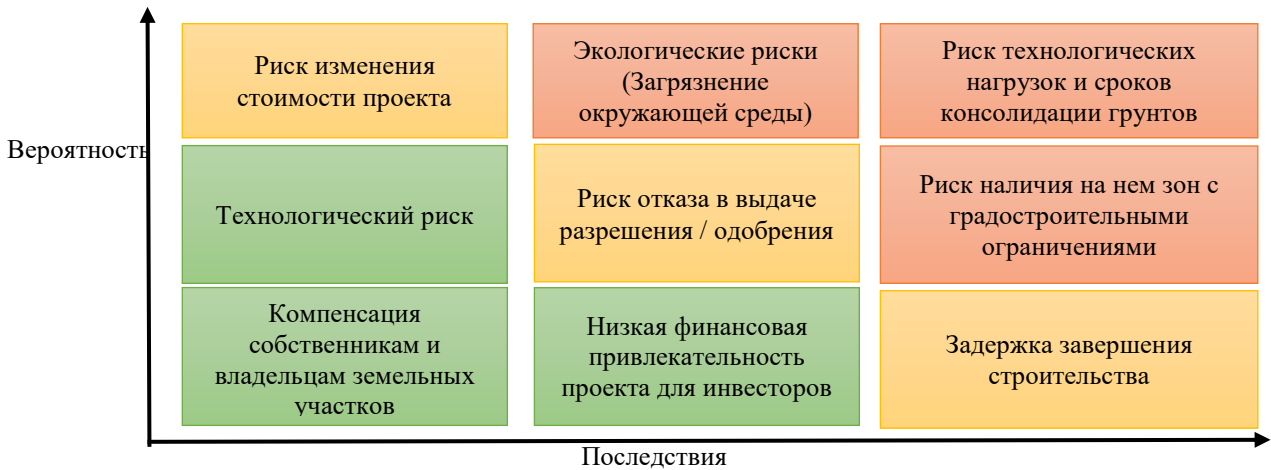 Риск изменения
стоимости проекта
Экологические риски
(Загрязнение
окружающей среды)
Риск технологических
нагрузок и сроков
консолидации грунтов
Вероятность
Технологический риск
Риск отказа в выдаче
разрешения / одобрения
Риск наличия на нем зон с
градостроительными
ограничениями
Компенсация
собственникам и
владельцам земельных
участков
Низкая финансовая
привлекательность
проекта для инвесторов
Задержка завершения
строительства
Последствия